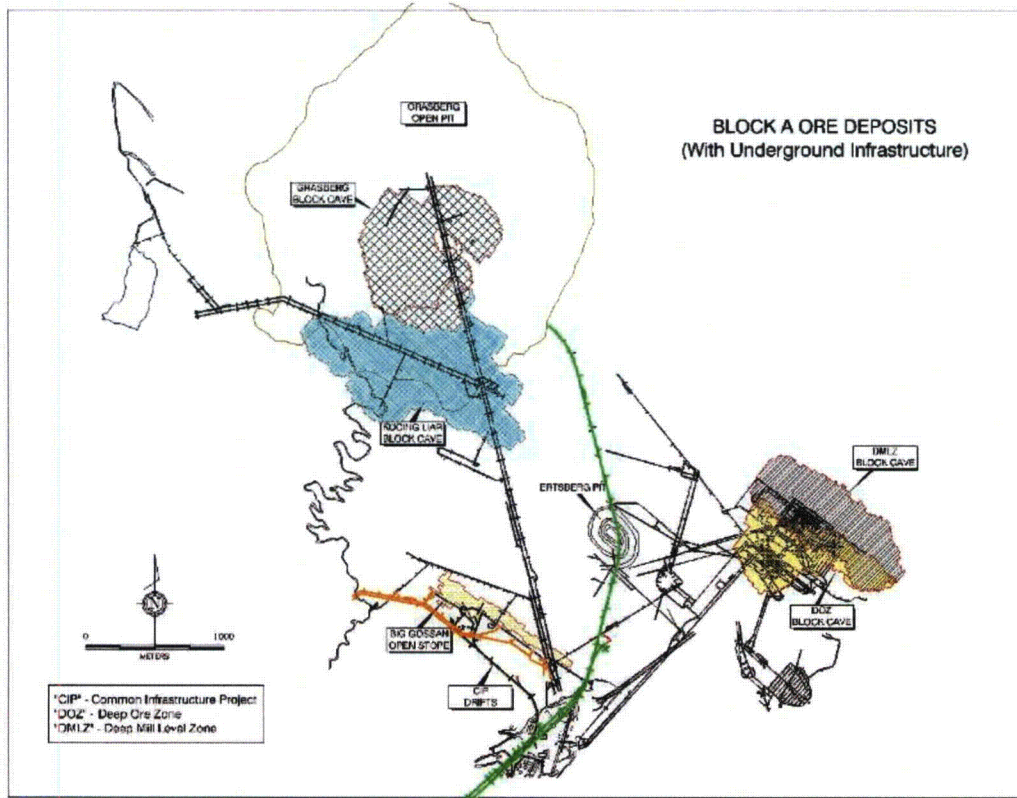 BLOCK A ORE DEPOSITS
(With Underground Infrastructure)
GRASBERG
OPEN PIT
GRASBERG
BLOCK CAVE
KUCING LIAR
BLOCK CAVE
ERTSBERG PIT
DMLZ
BLOCK CAVE
DOZ
BLOCK CAVE
BIG GOSSAN
OPEN STOPE
CIP
DRIFTS
N
0 1000
METERS
"CIP" - Common Infrastructure Project
"DOZ" - Deep Ore Zone
"DMLZ" - Deep Mill Level Zone